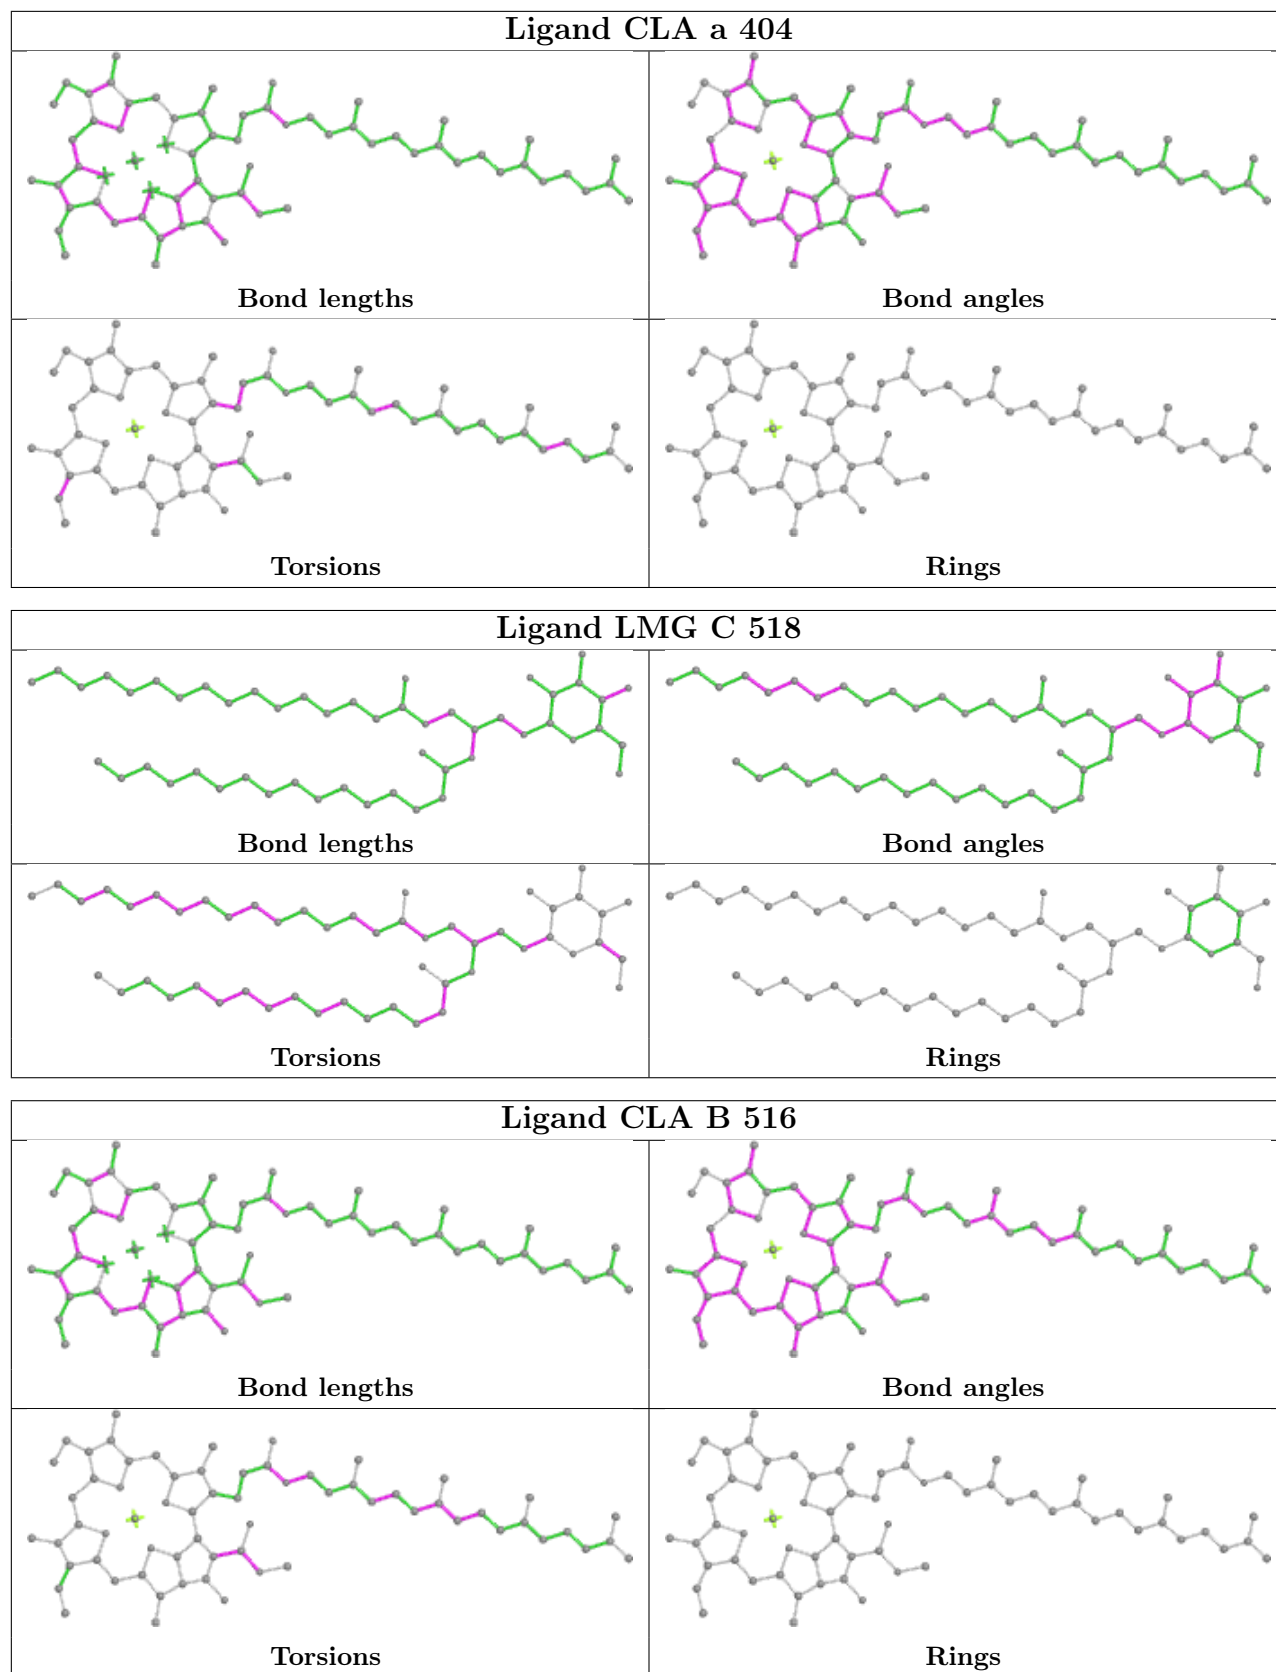 Ligand CLA a 404
Bond lengths
Bond angles
Torsions
Rings
Ligand LMG C 518
Bond lengths
Bond angles
Torsions
Rings
Ligand CLA B 516
Bond lengths
Bond angles
Torsions
Rings